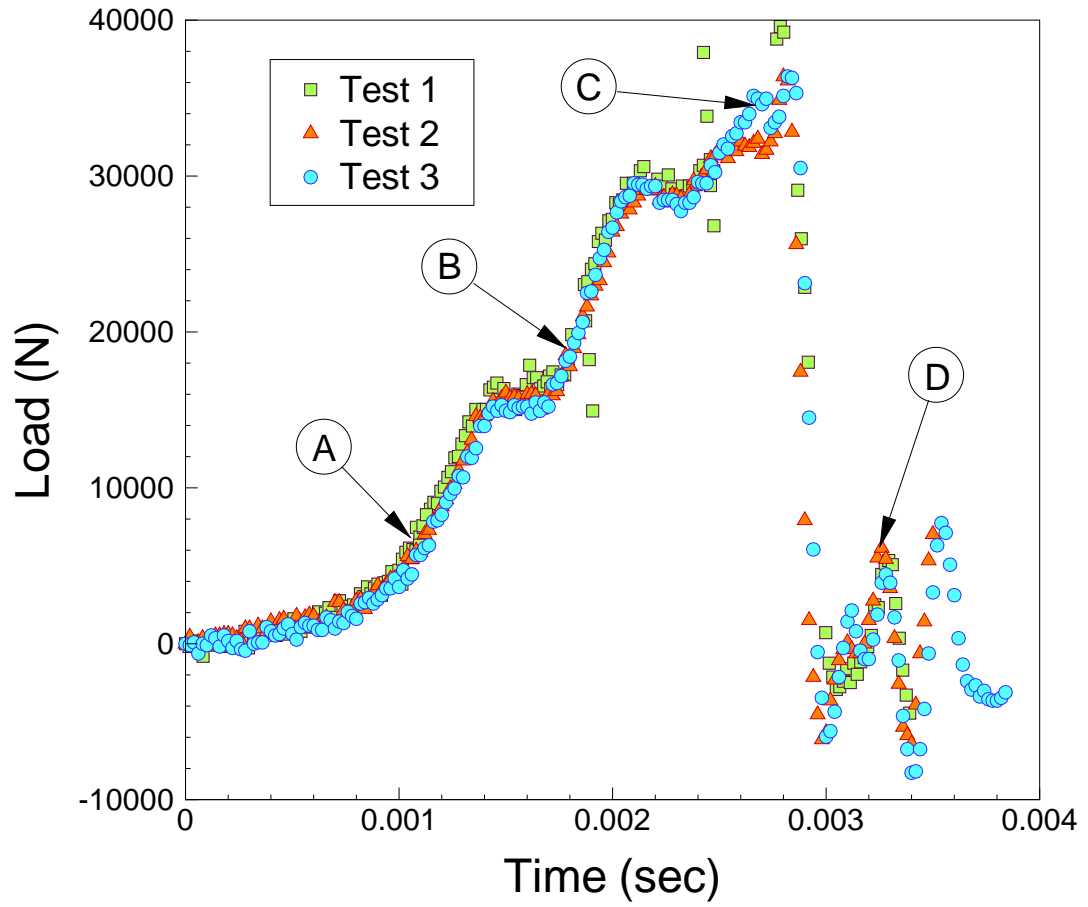 40000
30000
20000
10000
0
-10000
Load (N)
Test 1
Test 2
Test 3
A
B
C
D
0
0.001
0.002
0.003
0.004
Time (sec)